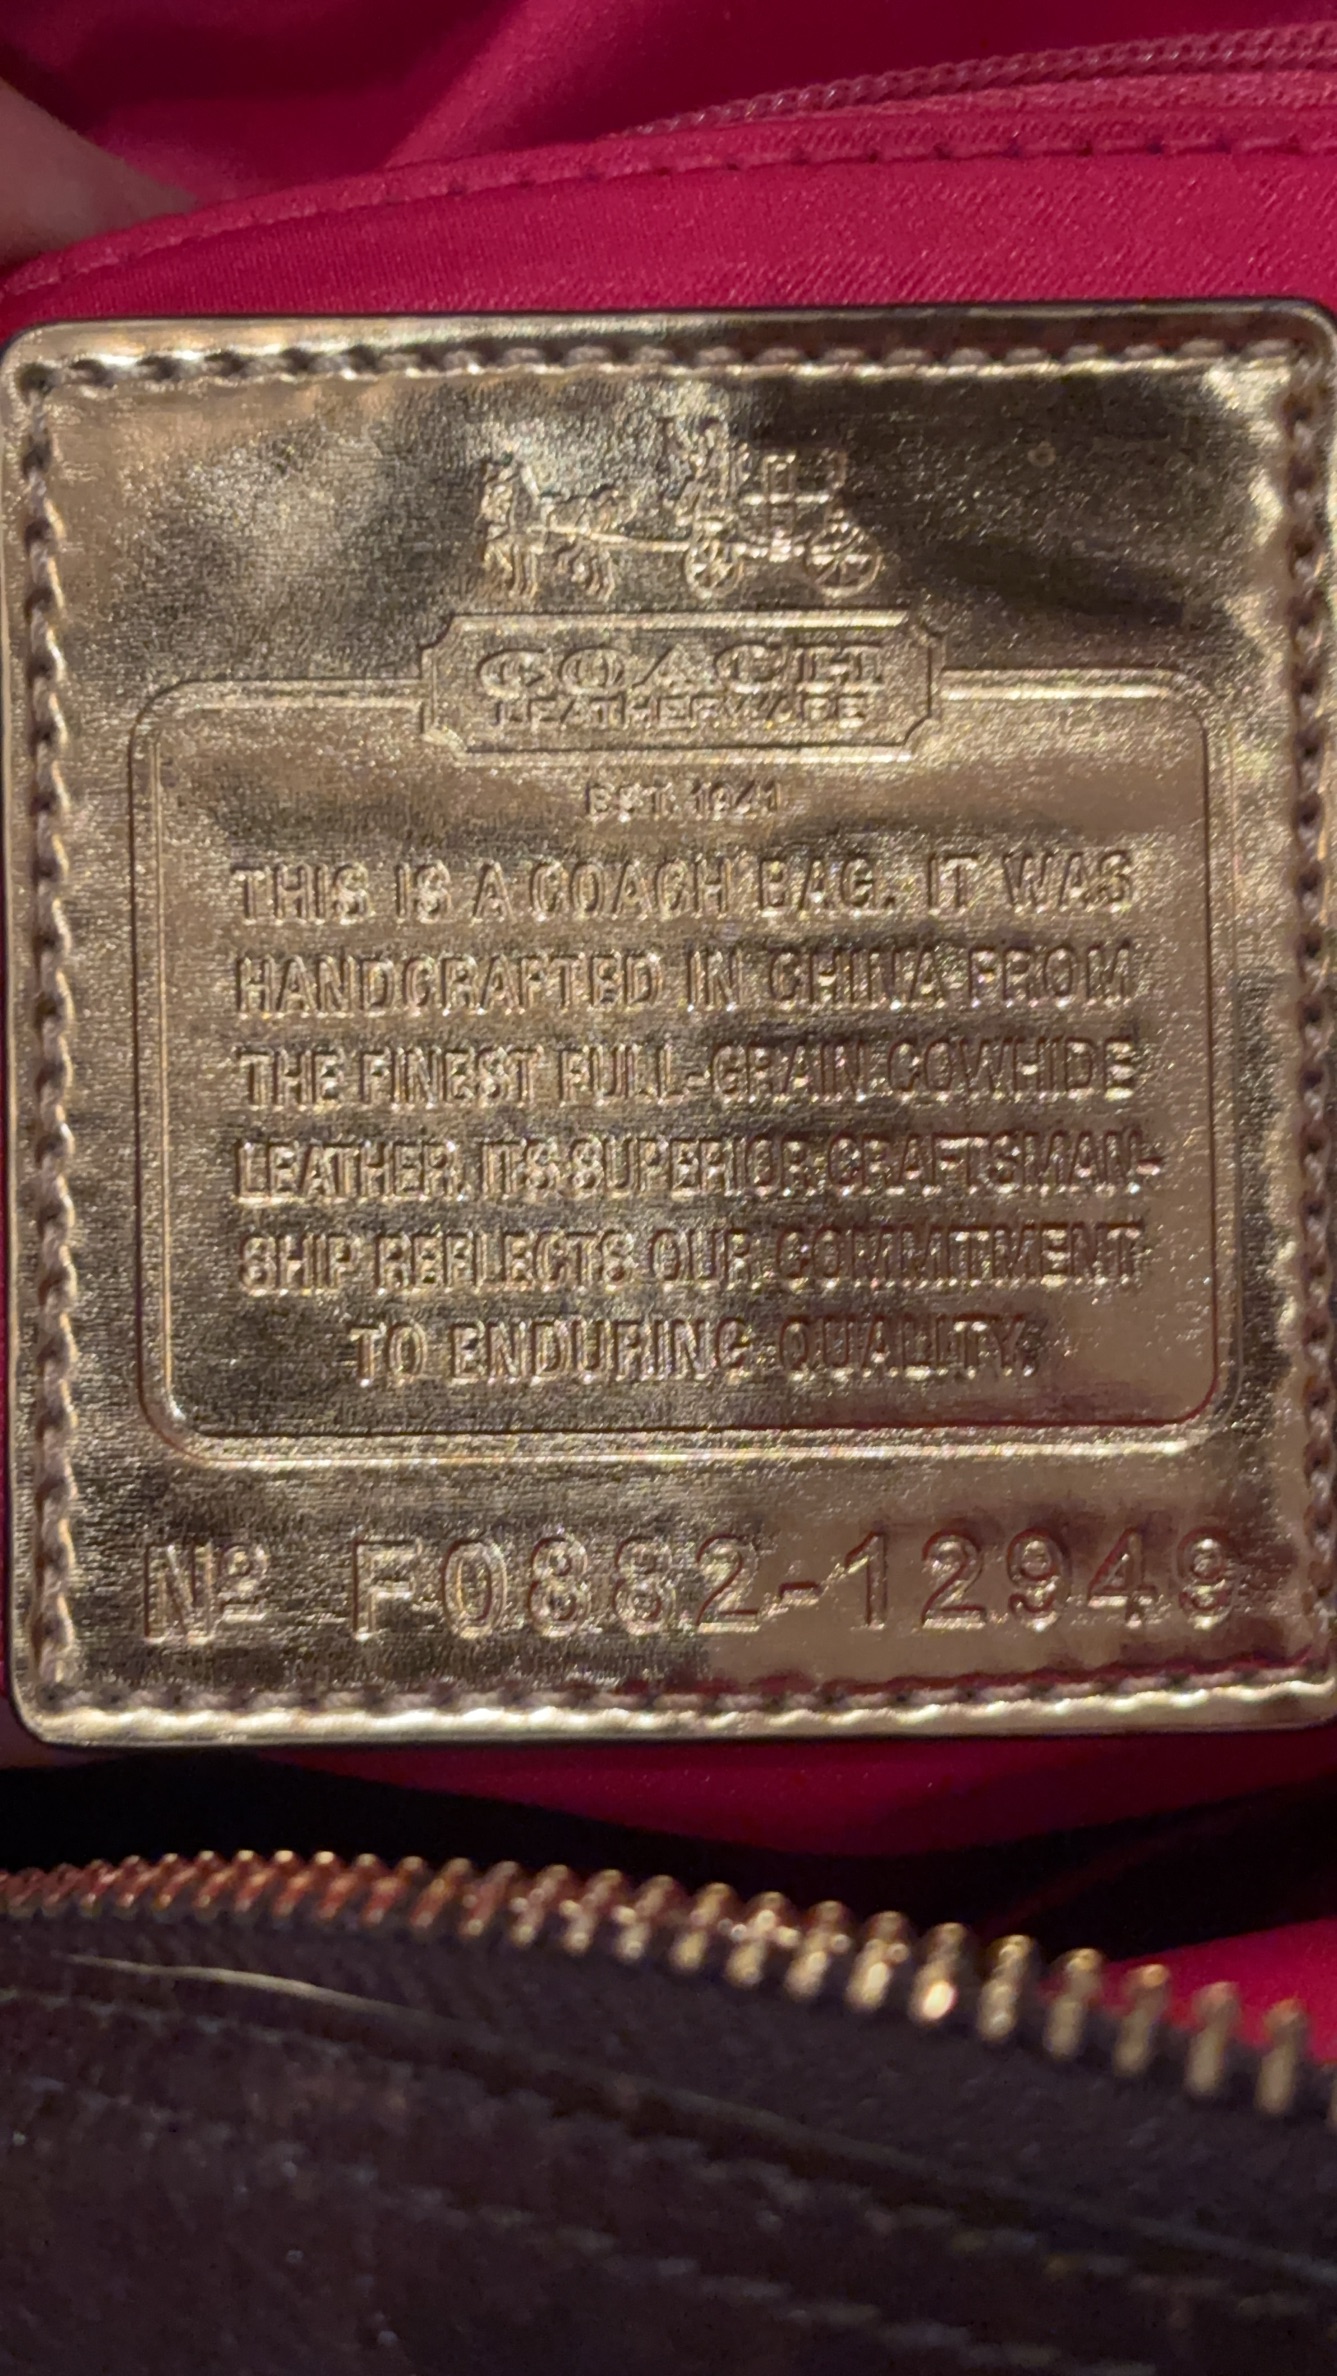 COACH
LEATHERWARE
EST. 1941
THIS IS A COACH BAG. IT WAS
HANDCRAFTED IN CHINA FROM
THE FINEST FULL-GRAIN COWHIDE
LEATHER. ITS SUPERIOR CRAFTSMAN-
SHIP REFLECTS OUR COMMITMENT
TO ENDURING QUALITY.
Nº F0882-12949